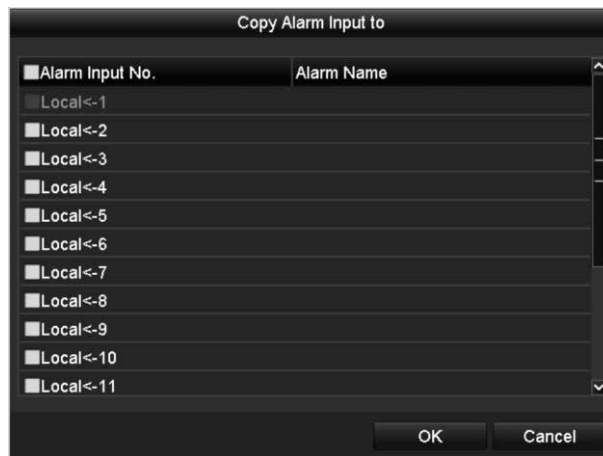 Copy Alarm Input to
Alarm Input No. Alarm Name
Local<-1
Local<-2
Local<-3
Local<-4
Local<-5
Local<-6
Local<-7
Local<-8
Local<-9
Local<-10
Local<-11
OK Cancel